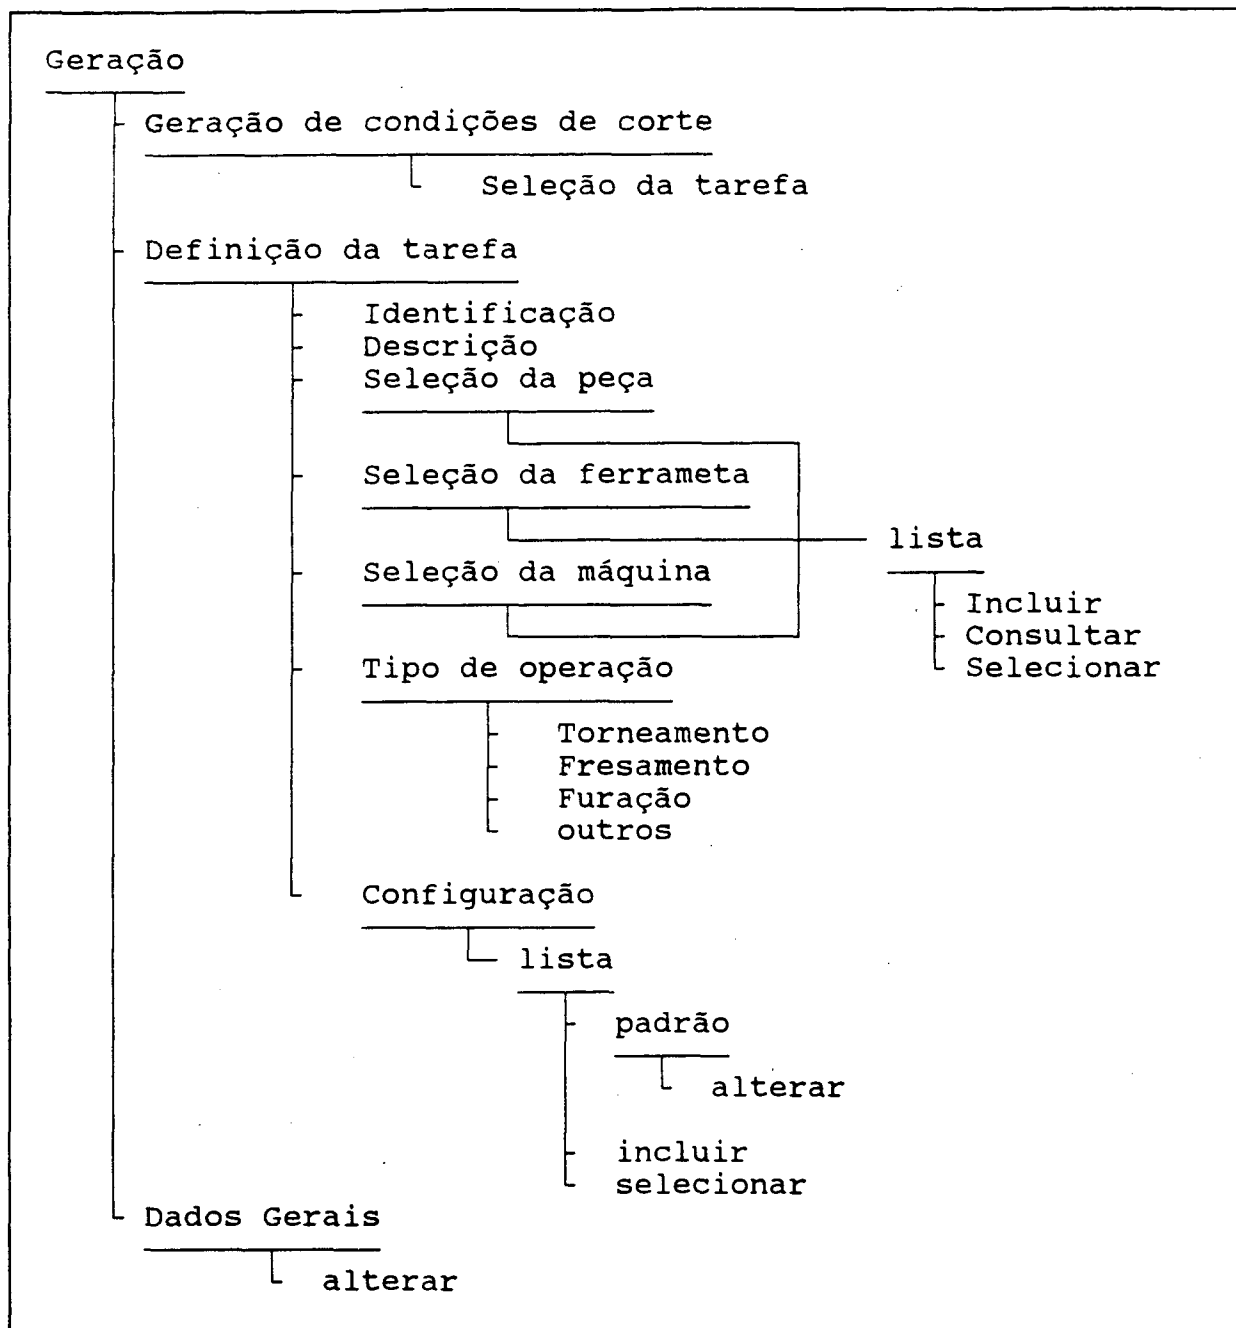 Geração
Geração de condições de corte
Seleção da tarefa
Definição da tarefa
Identificação
Descrição
Seleção da peça
Seleção da ferrameta
lista
Seleção da máquina
Incluir
Consultar
Selecionar
Tipo de operação
Torneamento
Fresamento
Furação
outros
Configuração
lista
padrão
alterar
incluir
selecionar
Dados Gerais
alterar